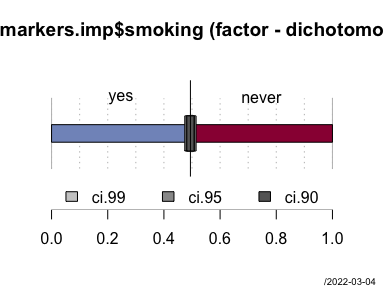 markers.imp$smoking (factor - dichotomo
yes never
ci.99 ci.95 ci.90
0.0 0.2 0.4 0.6 0.8 1.0
/2022-03-04